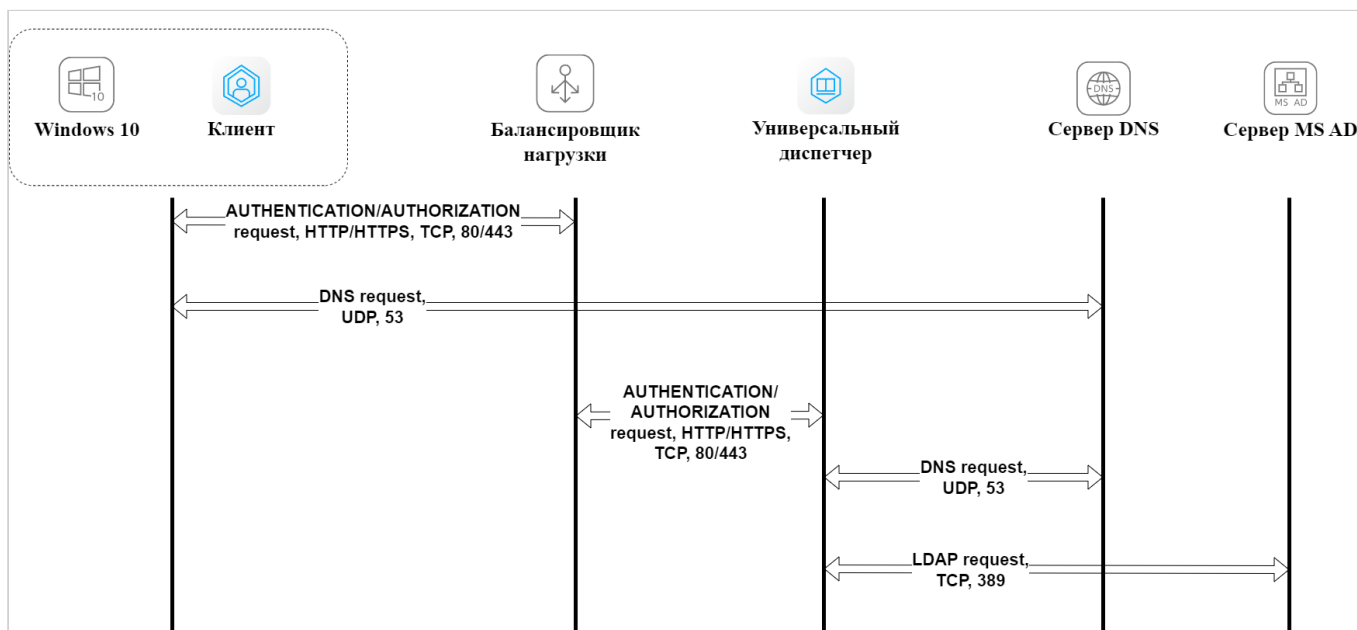 10
DNS
MS AD
Windows 10
Клиент
Балансировщик
нагрузки
Универсальный
диспетчер
Сервер DNS
Сервер MS AD
AUTHENTICATION/AUTHORIZATION
request, HTTP/HTTPS, TCP, 80/443
DNS request,
UDP, 53
AUTHENTICATION/
AUTHORIZATION
request, HTTP/HTTPS,
TCP, 80/443
DNS request,
UDP, 53
LDAP request,
TCP, 389